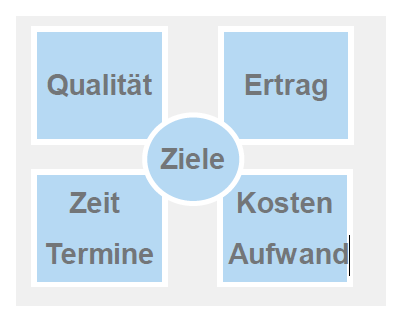 Qualität
Ertrag
Ziele
Zeit
Termine
Kosten
Aufwand